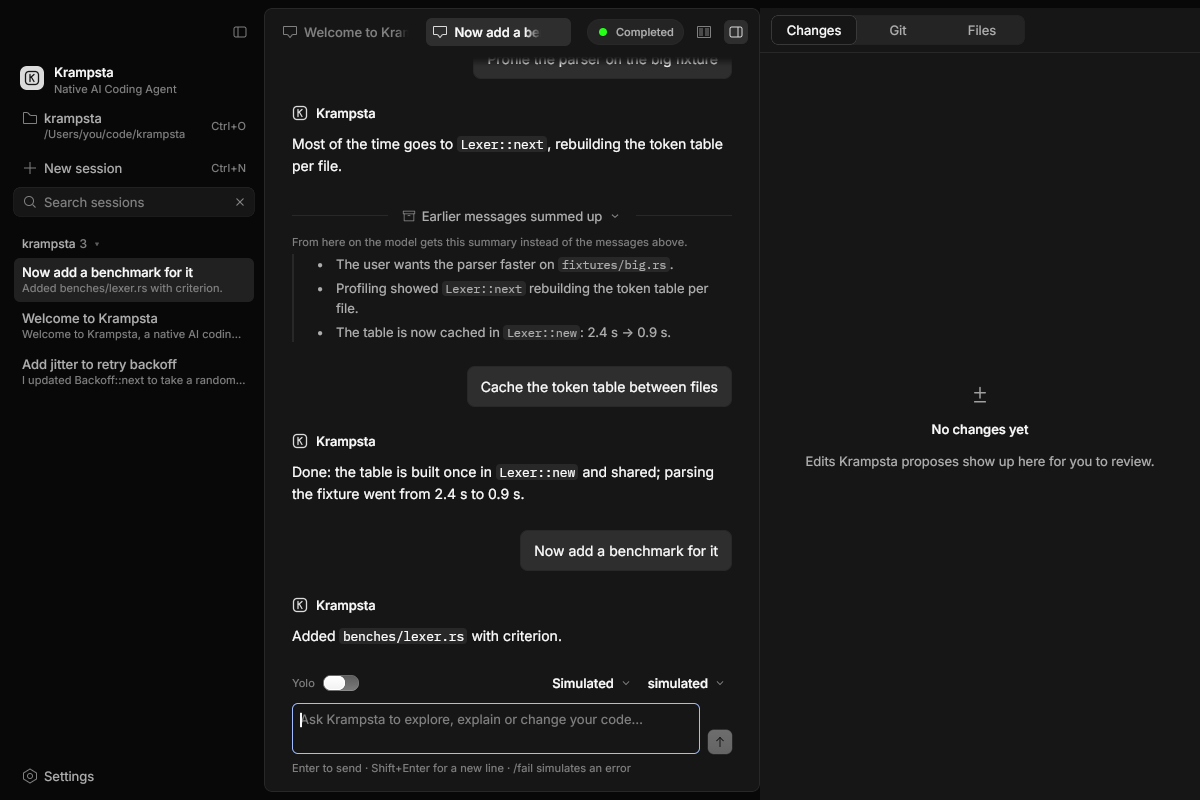 Welcome to Krar
Now add a be
Completed
Changes
Git
Files
Krampsta
Native AI Coding Agent
krampsta
/Users/you/code/krampsta
Ctrl+O
New session
Ctrl+N
Search sessions
krampsta 3
Now add a benchmark for it
Added benches/lexer.rs with criterion.
Welcome to Krampsta
Welcome to Krampsta, a native AI codin...
Add jitter to retry backoff
I updated Backoff::next to take a random...
Settings
Profile the parser on the big fixture
Krampsta
Most of the time goes to Lexer::next, rebuilding the token table
per file.
Earlier messages summed up
From here on the model gets this summary instead of the messages above.
• The user wants the parser faster on fixtures/big.rs.
• Profiling showed Lexer::next rebuilding the token table per
file.
• The table is now cached in Lexer::new: 2.4 s → 0.9 s.
Cache the token table between files
Krampsta
Done: the table is built once in Lexer::new and shared; parsing
the fixture went from 2.4 s to 0.9 s.
Now add a benchmark for it
Krampsta
Added benches/lexer.rs with criterion.
Yolo
Simulated
simulated
Ask Krampsta to explore, explain or change your code...
Enter to send · Shift+Enter for a new line · /fail simulates an error
No changes yet
Edits Krampsta proposes show up here for you to review.